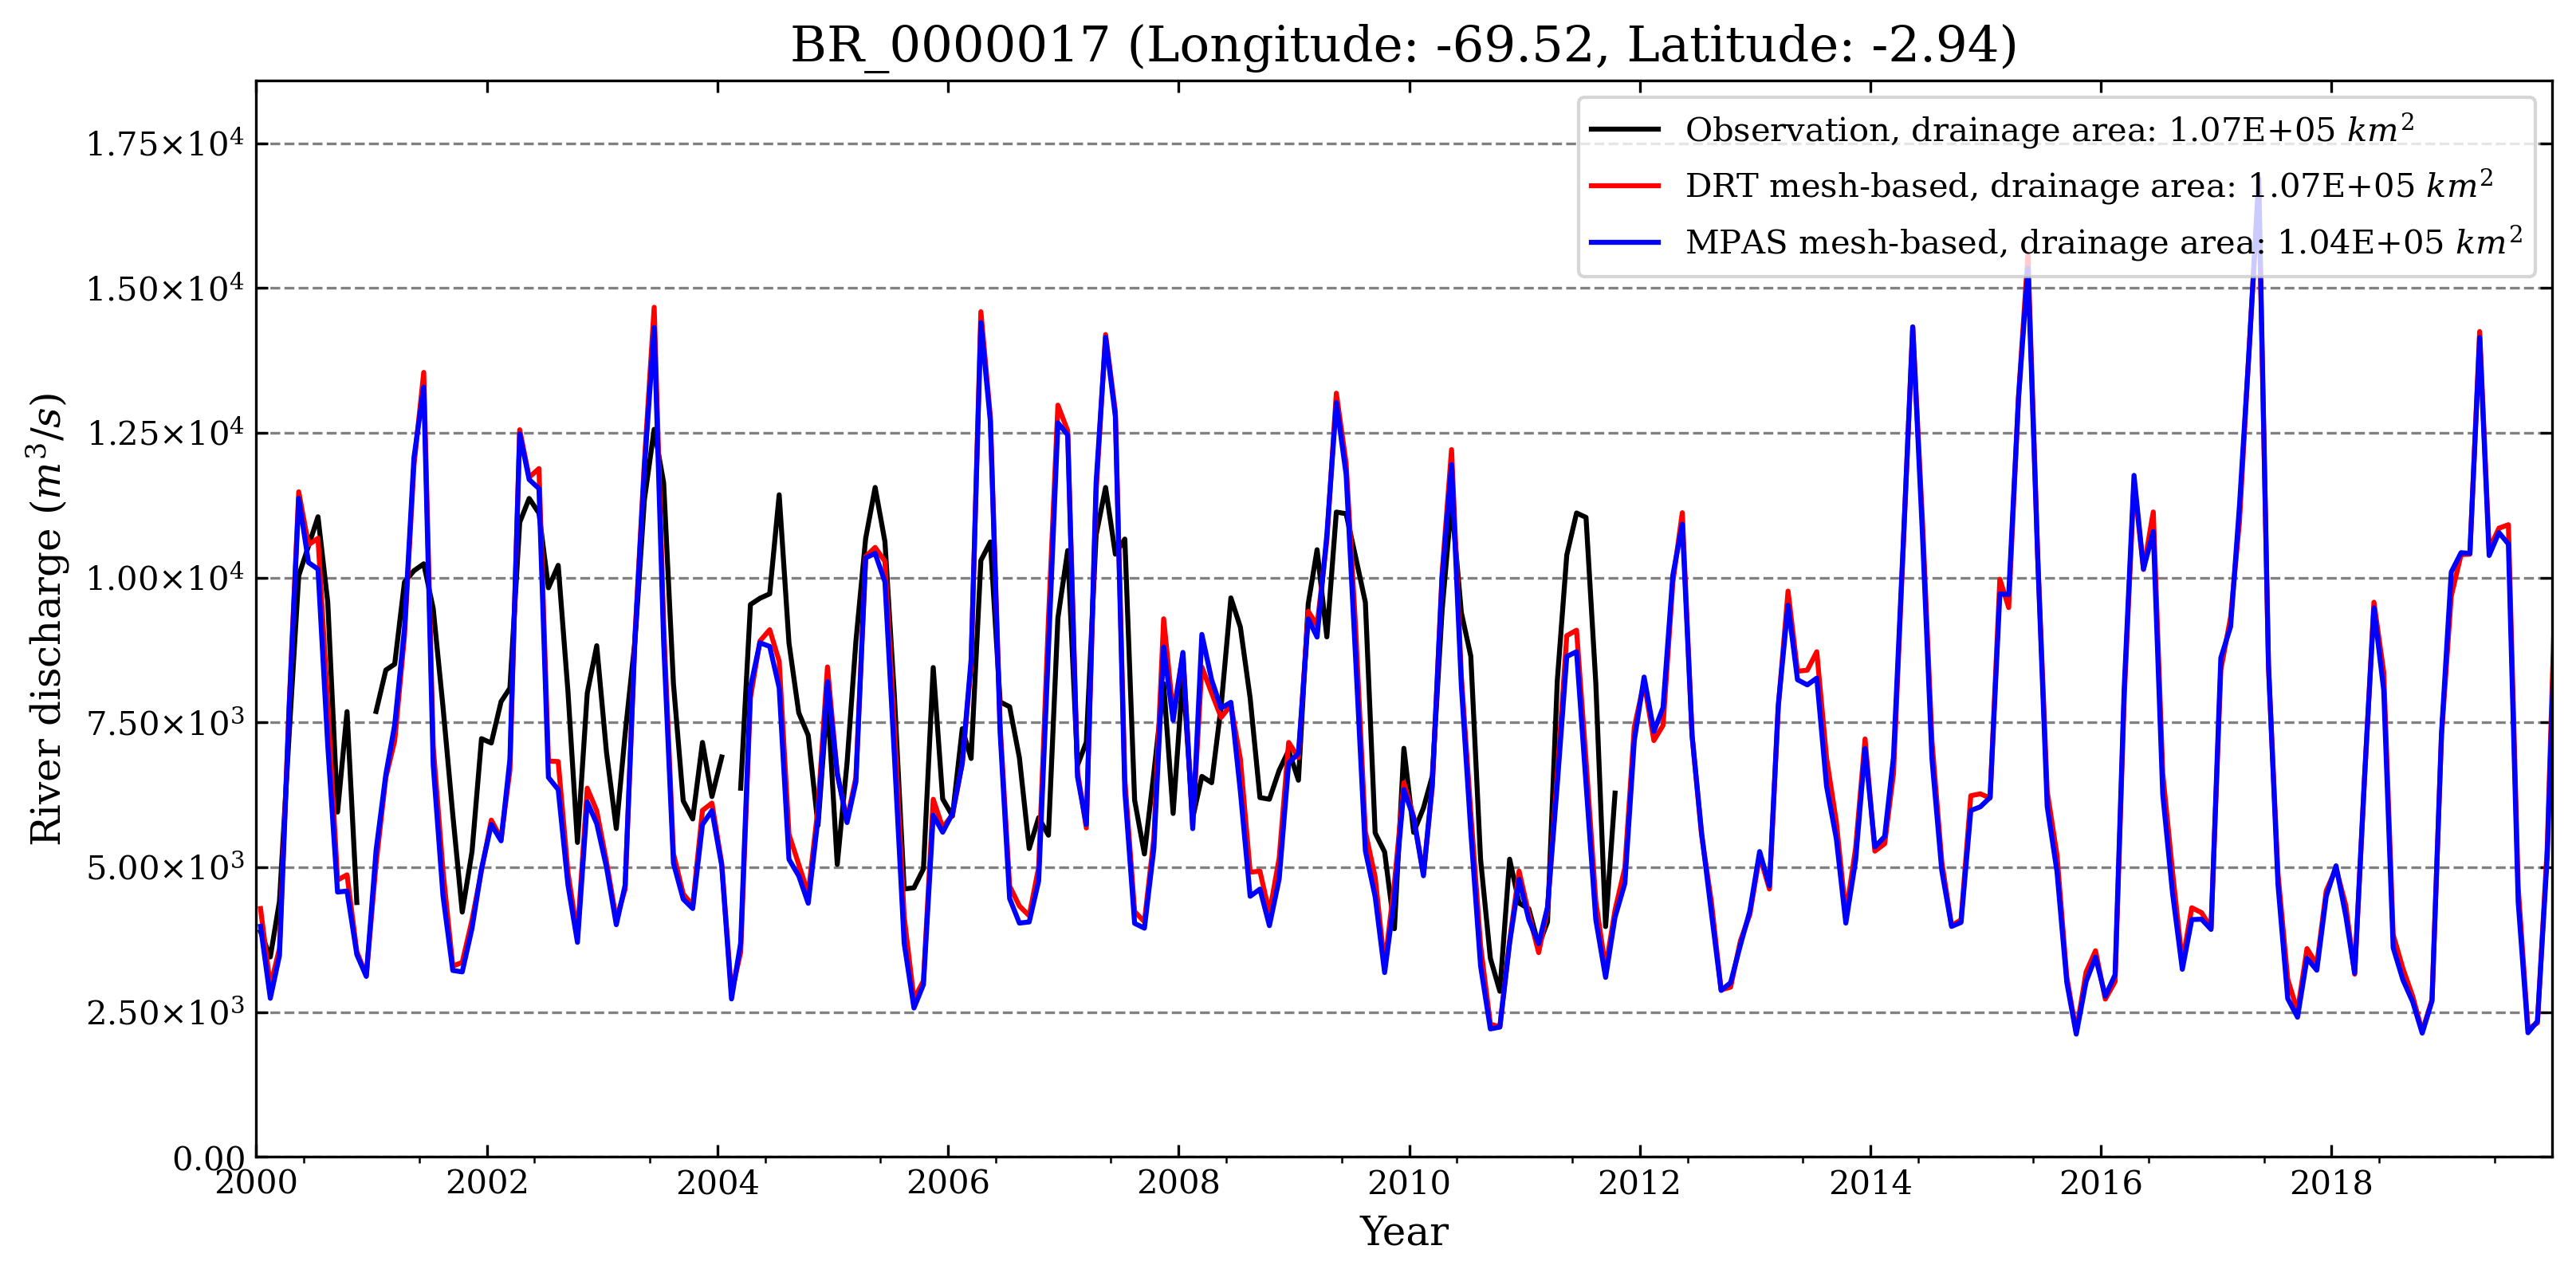 BR_0000017 (Longitude: -69.52, Latitude: -2.94)
Observation, drainage area: 1.07E+05 km²
DRT mesh-based, drainage area: 1.07E+05 km²
MPAS mesh-based, drainage area: 1.04E+05 km²
River discharge (m³/s)
1.75×10⁴
1.50×10⁴
1.25×10⁴
1.00×10⁴
7.50×10³
5.00×10³
2.50×10³
0.00
2000 2002 2004 2006 2008 2010 2012 2014 2016 2018
Year